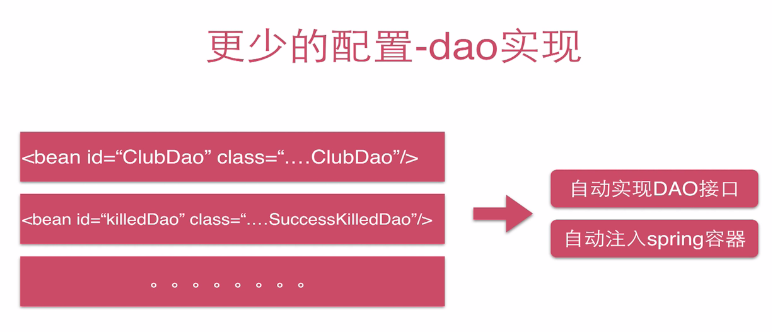 更少的配置-dao实现
<bean id=“ClubDao” class=“....ClubDao”/>
<bean id=“killedDao” class=“....SuccessKilledDao”/>
。。。。。。。。
自动实现DAO接口
自动注入spring容器